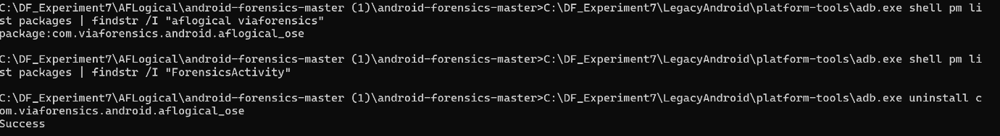 C:\DF_Experiment7\AFLogical\android-forensics-master (1)\android-forensics-master>C:\DF_Experiment7\LegacyAndroid\platform-tools\adb.exe shell pm li
st packages | findstr /I "aflogical viaforensics"
package:com.viaforensics.android.aflogical_ose
C:\DF_Experiment7\AFLogical\android-forensics-master (1)\android-forensics-master>C:\DF_Experiment7\LegacyAndroid\platform-tools\adb.exe shell pm li
st packages | findstr /I "ForensicsActivity"
C:\DF_Experiment7\AFLogical\android-forensics-master (1)\android-forensics-master>C:\DF_Experiment7\LegacyAndroid\platform-tools\adb.exe uninstall c
om.viaforensics.android.aflogical_ose
Success